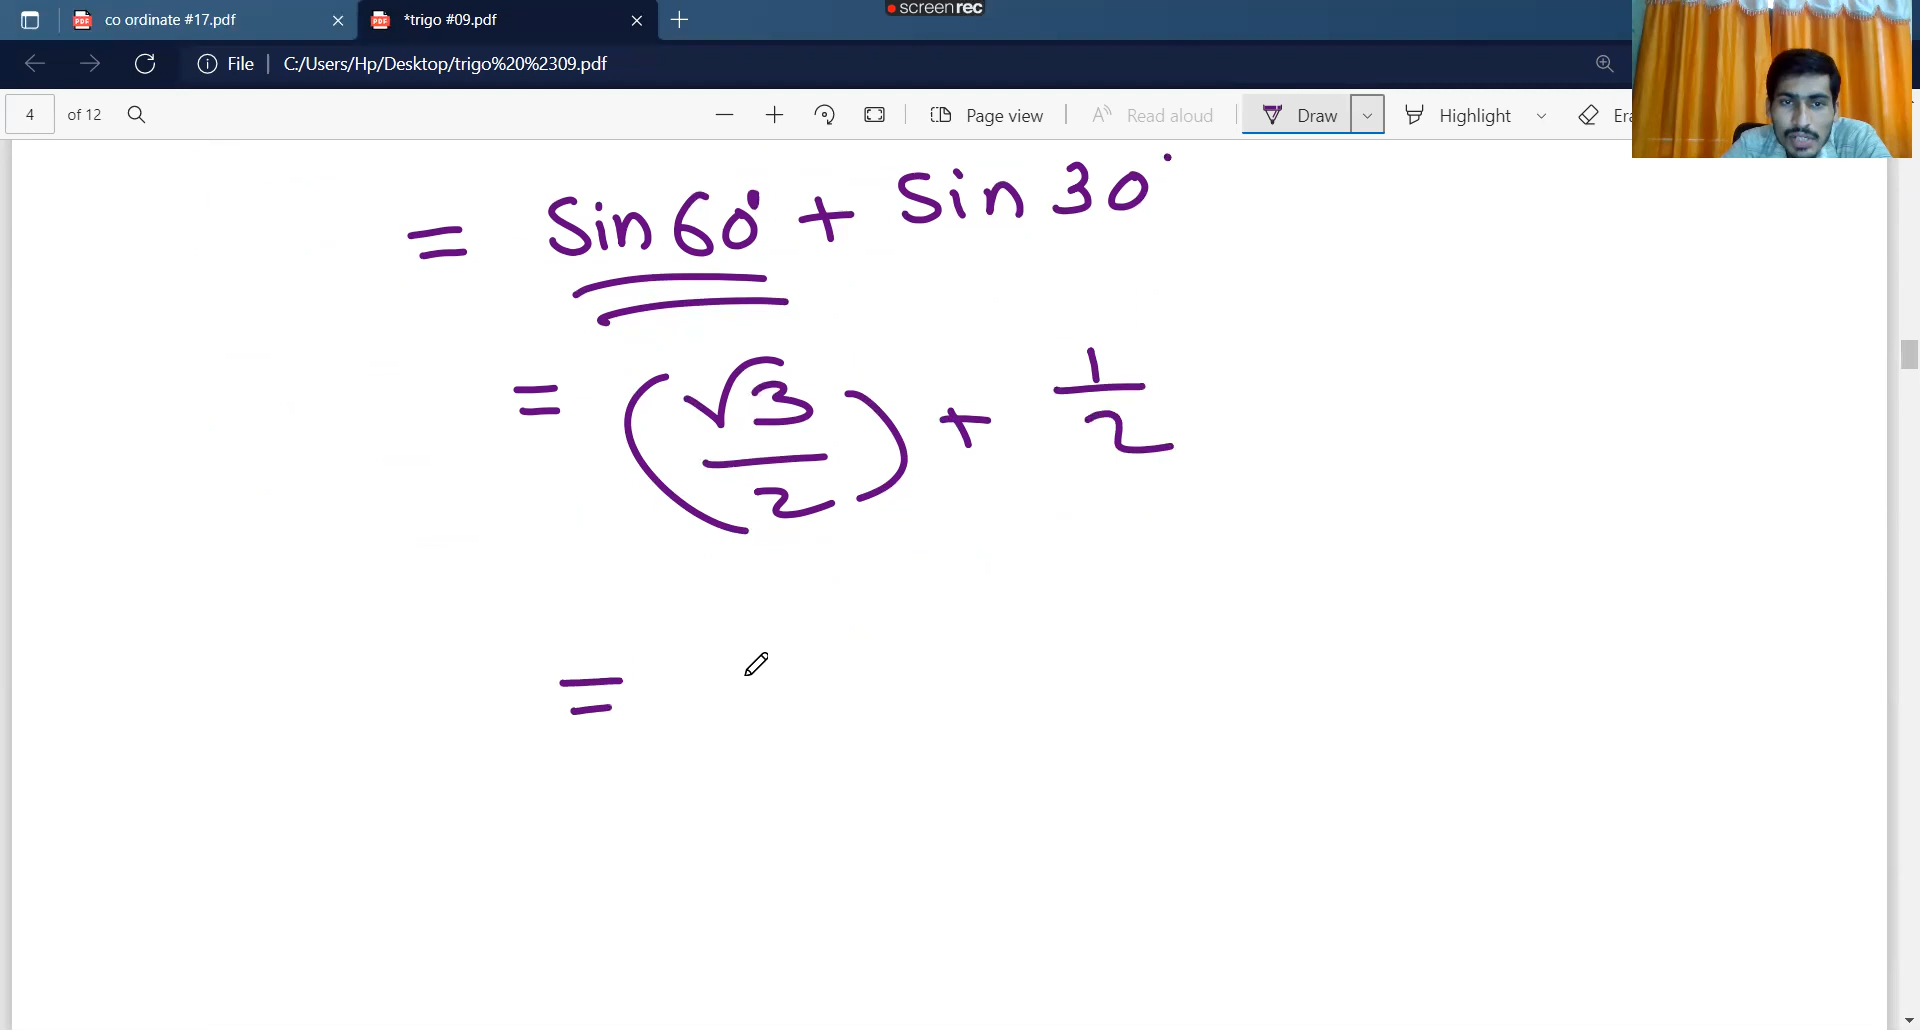 co ordinate #17.pdf
*trigo #09.pdf
screenrec
File
C:/Users/Hp/Desktop/trigo%20%2309.pdf
4 of 12
Page view
Read aloud
Draw
Highlight
= Sin 60° + Sin 30°
= (√3/2) + 1/2
=